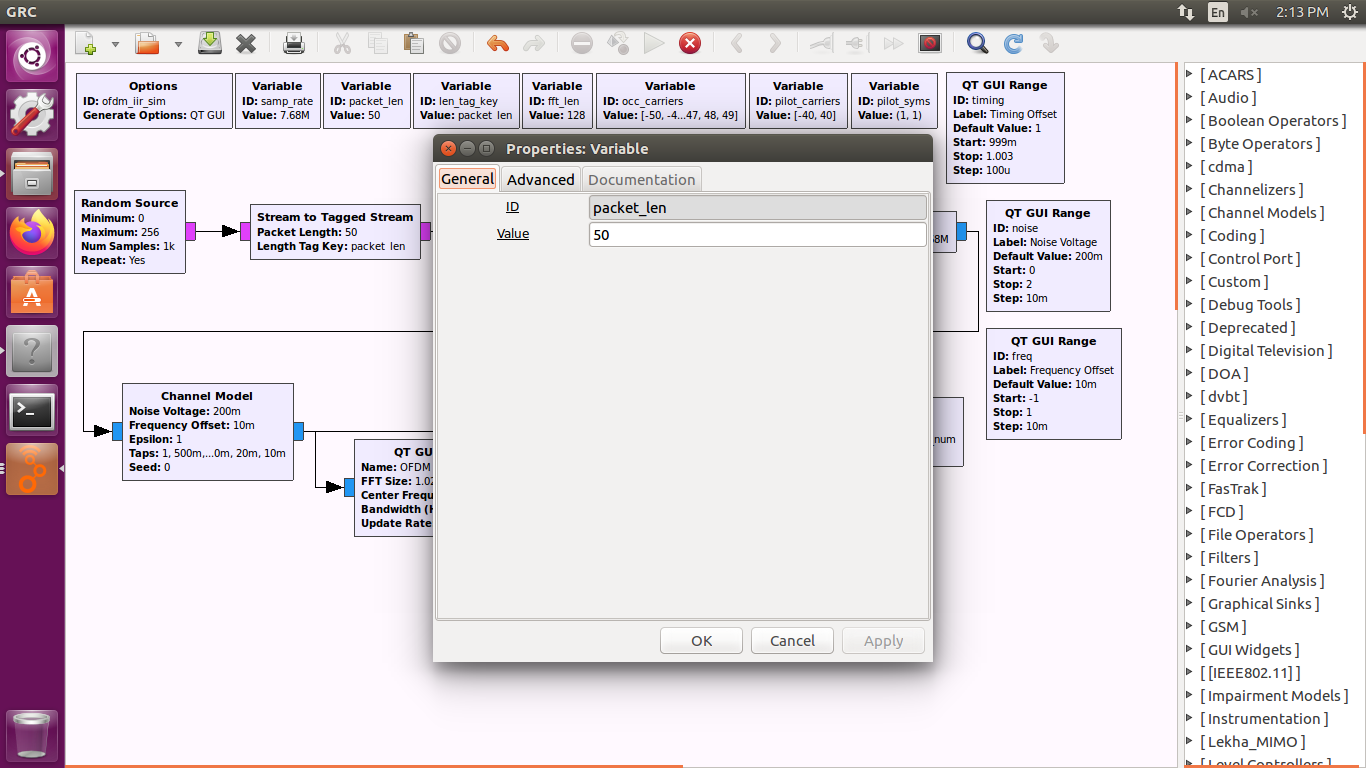 GRC
En
2:13 PM
Options
ID: ofdm_iir_sim
Generate Options: QT GUI
Variable
ID: samp_rate
Value: 7.68M
Variable
ID: packet_len
Value: 50
Variable
ID: len_tag_key
Value: packet_len
Variable
ID: fft_len
Value: 128
Variable
ID: occ_carriers
Value: [-50, -4...47, 48, 49]
Variable
ID: pilot_carriers
Value: [-40, 40]
Variable
ID: pilot_syms
Value: (1, 1)
QT GUI Range
ID: timing
Label: Timing Offset
Default Value: 1
Start: 999m
Stop: 1.003
Step: 100u
Random Source
Minimum: 0
Maximum: 256
Num Samples: 1k
Repeat: Yes
Stream to Tagged Stream
Packet Length: 50
Length Tag Key: packet_len
Properties: Variable
General
Advanced
Documentation
ID
packet_len
Value
50
OK
Cancel
Apply
QT GUI Range
ID: noise
Label: Noise Voltage
Default Value: 200m
Start: 0
Stop: 2
Step: 10m
QT GUI Range
ID: freq
Label: Frequency Offset
Default Value: 10m
Start: -1
Stop: 1
Step: 10m
Channel Model
Noise Voltage: 200m
Frequency Offset: 10m
Epsilon: 1
Taps: 1, 500m,...0m, 20m, 10m
Seed: 0
QT GU
Name: OFDM
FFT Size: 1.02
Center Frequ
Bandwidth (H
Update Rate
8M
_num
[ ACARS ]
[ Audio ]
[ Boolean Operators ]
[ Byte Operators ]
[ cdma ]
[ Channelizers ]
[ Channel Models ]
[ Coding ]
[ Control Port ]
[ Custom ]
[ Debug Tools ]
[ Deprecated ]
[ Digital Television ]
[ DOA ]
[ dvbt ]
[ Equalizers ]
[ Error Coding ]
[ Error Correction ]
[ FasTrak ]
[ FCD ]
[ File Operators ]
[ Filters ]
[ Fourier Analysis ]
[ Graphical Sinks ]
[ GSM ]
[ GUI Widgets ]
[ [IEEE802.11] ]
[ Impairment Models ]
[ Instrumentation ]
[ Lekha_MIMO ]
[ Level Controllers ]